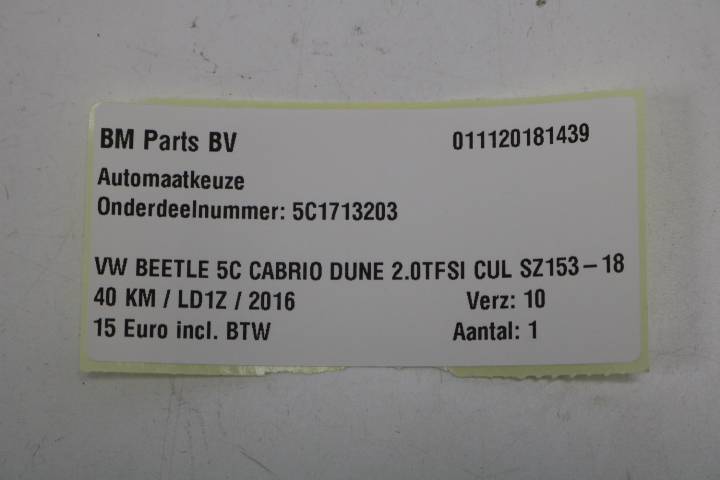 BM Parts BV 011120181439
Automaatkeuze
Onderdeelnummer: 5C1713203
VW BEETLE 5C CABRIO DUNE 2.0TFSI CUL SZ153-18
40 KM / LD1Z / 2016 Verz: 10
15 Euro incl. BTW Aantal: 1